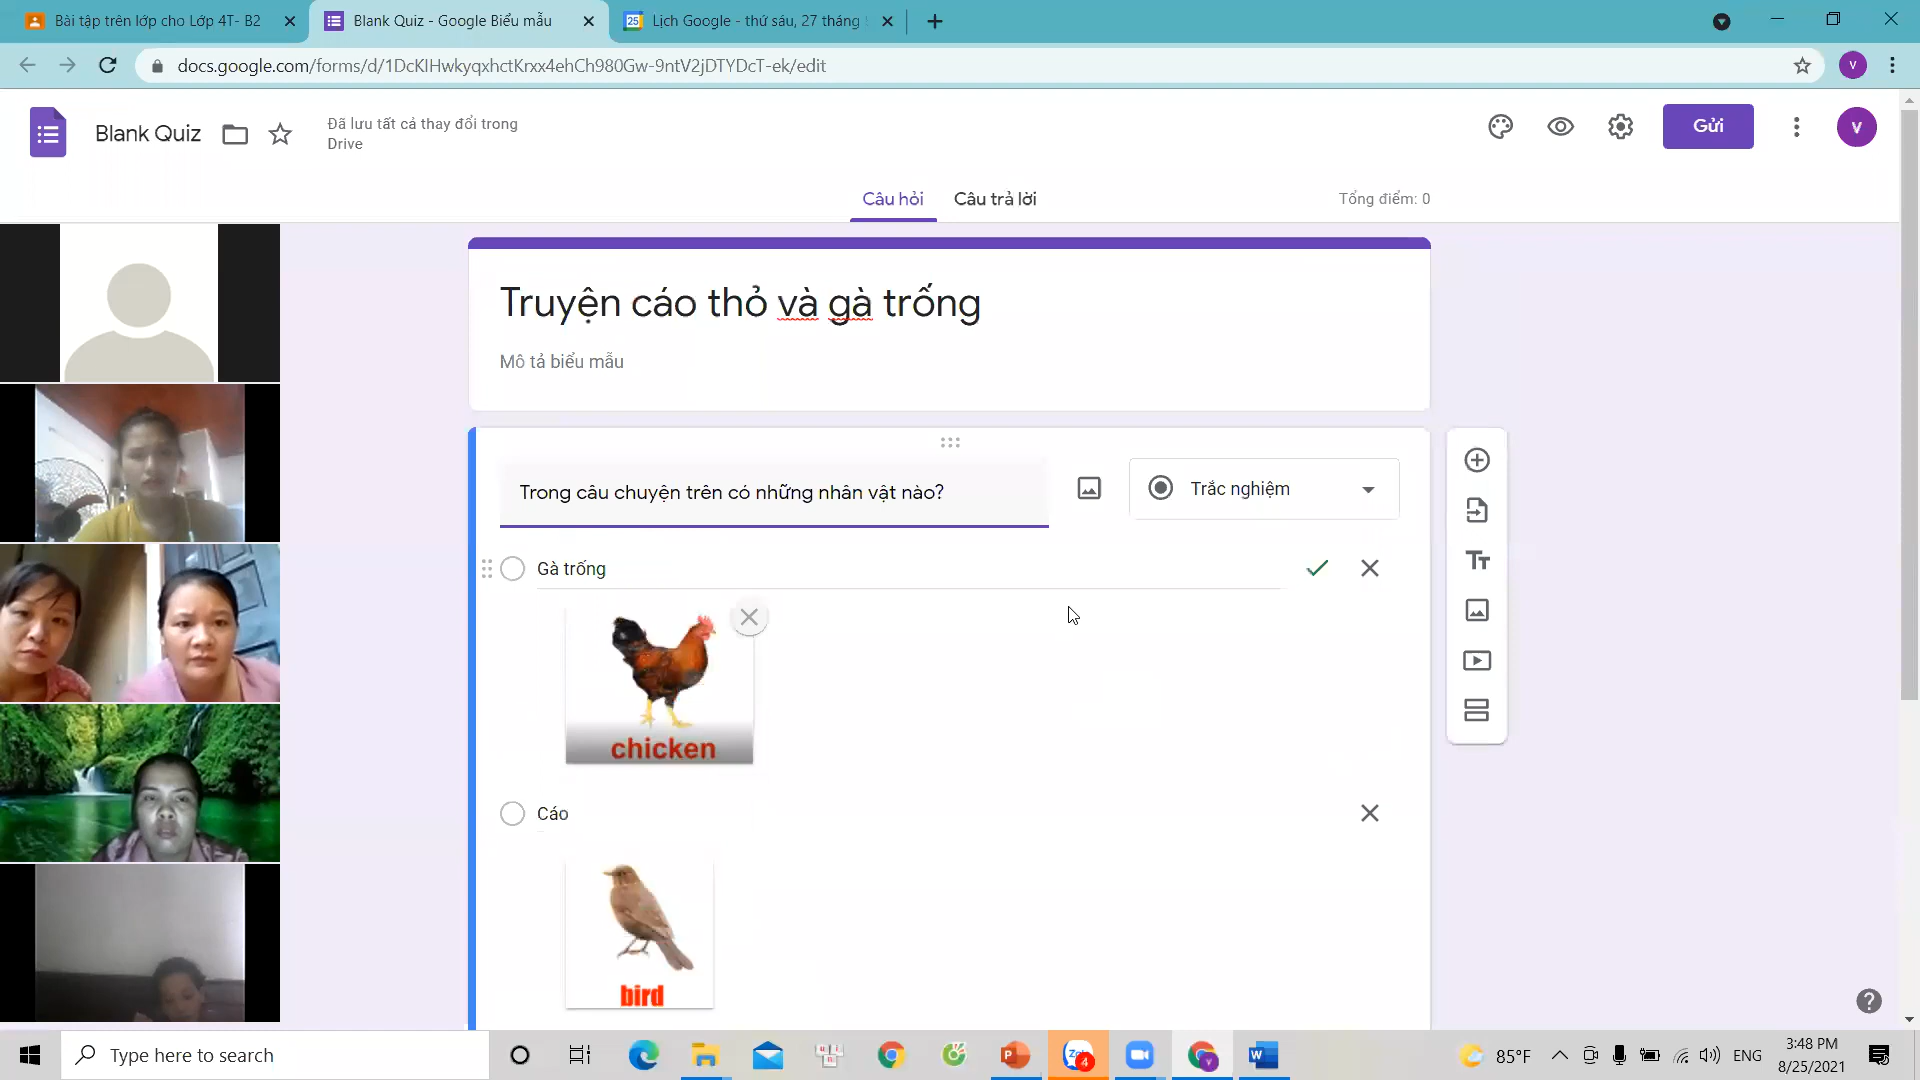 Bài tập trên lớp cho Lớp 4T- B2
Blank Quiz - Google Biểu mẫu
25
Lịch Google - thứ sáu, 27 tháng
docs.google.com/forms/d/1DcKIHwkyqxhctKrxx4ehCh980Gw-9ntV2jDTYDcT-ek/edit
V
Blank Quiz
Đã lưu tất cả thay đổi trong
Drive
Gửi
V
Câu hỏi
Câu trả lời
Tổng điểm: 0
Truyện cáo thỏ và gà trống
Mô tả biểu mẫu
Trong câu chuyện trên có những nhân vật nào?
Trắc nghiệm
Tт
Gà trống
chicken
Cáo
bird
Type here to search
P
4
V
W
85°F
ENG
3:48 PM
8/25/2021